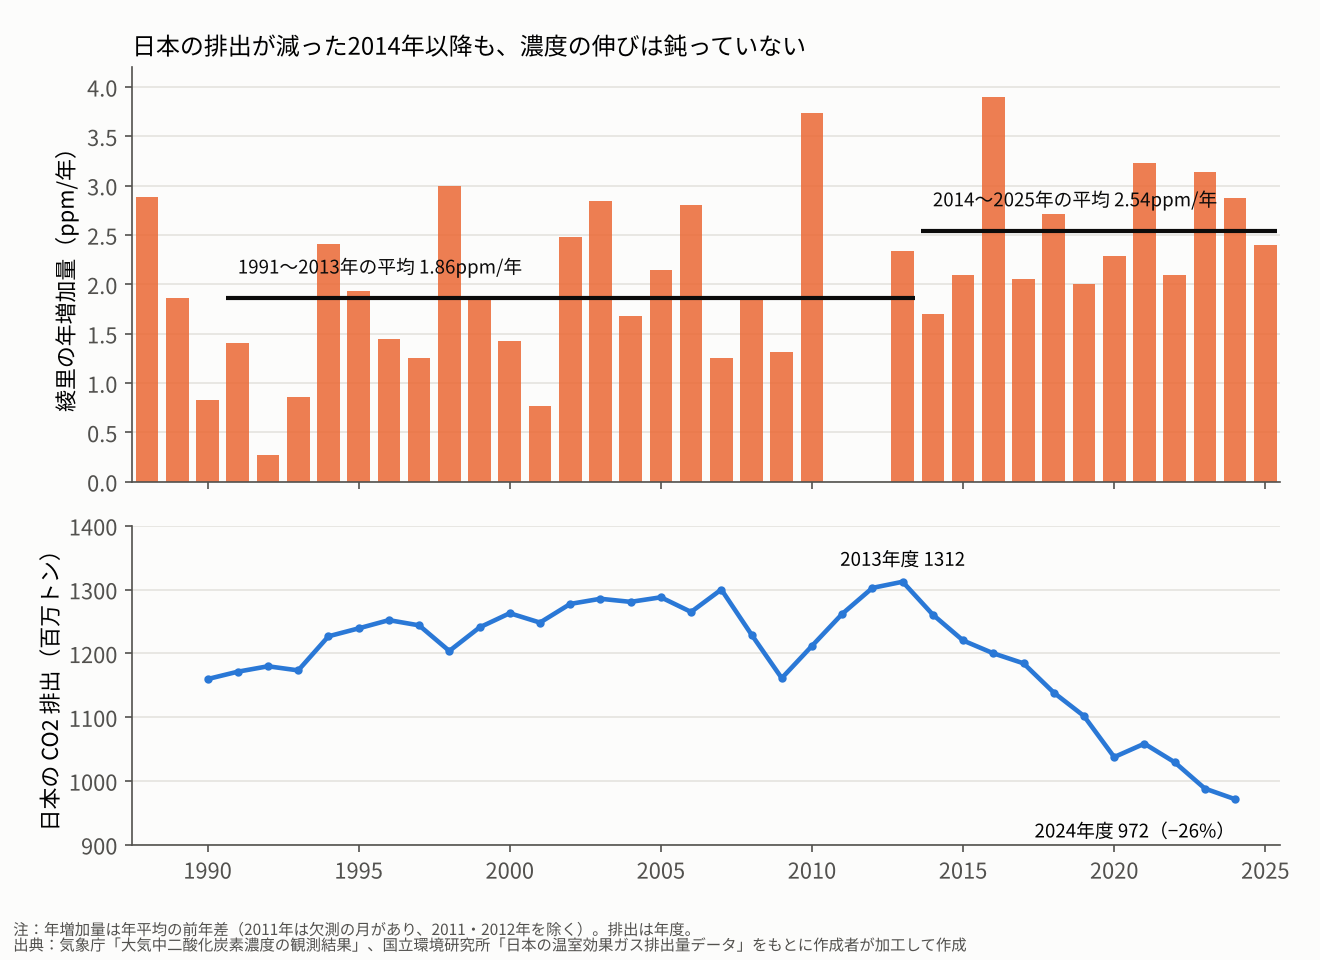 日本の排出が減った2014年以降も、濃度の伸びは鈍っていない
綾里の年増加量（ppm/年）
4.0
3.5
3.0
2.5
2.0
1.5
1.0
0.5
0.0
1991～2013年の平均 1.86ppm/年
2014～2025年の平均 2.54ppm/年
日本の CO2 排出（百万トン）
1400
1300
1200
1100
1000
900
2013年度 1312
2024年度 972（−26%）
1990
1995
2000
2005
2010
2015
2020
2025
注：年増加量は年平均の前年差（2011年は欠測の月があり、2011・2012年を除く）。排出は年度。
出典：気象庁「大気中二酸化炭素濃度の観測結果」、国立環境研究所「日本の温室効果ガス排出量データ」をもとに作成者が加工して作成